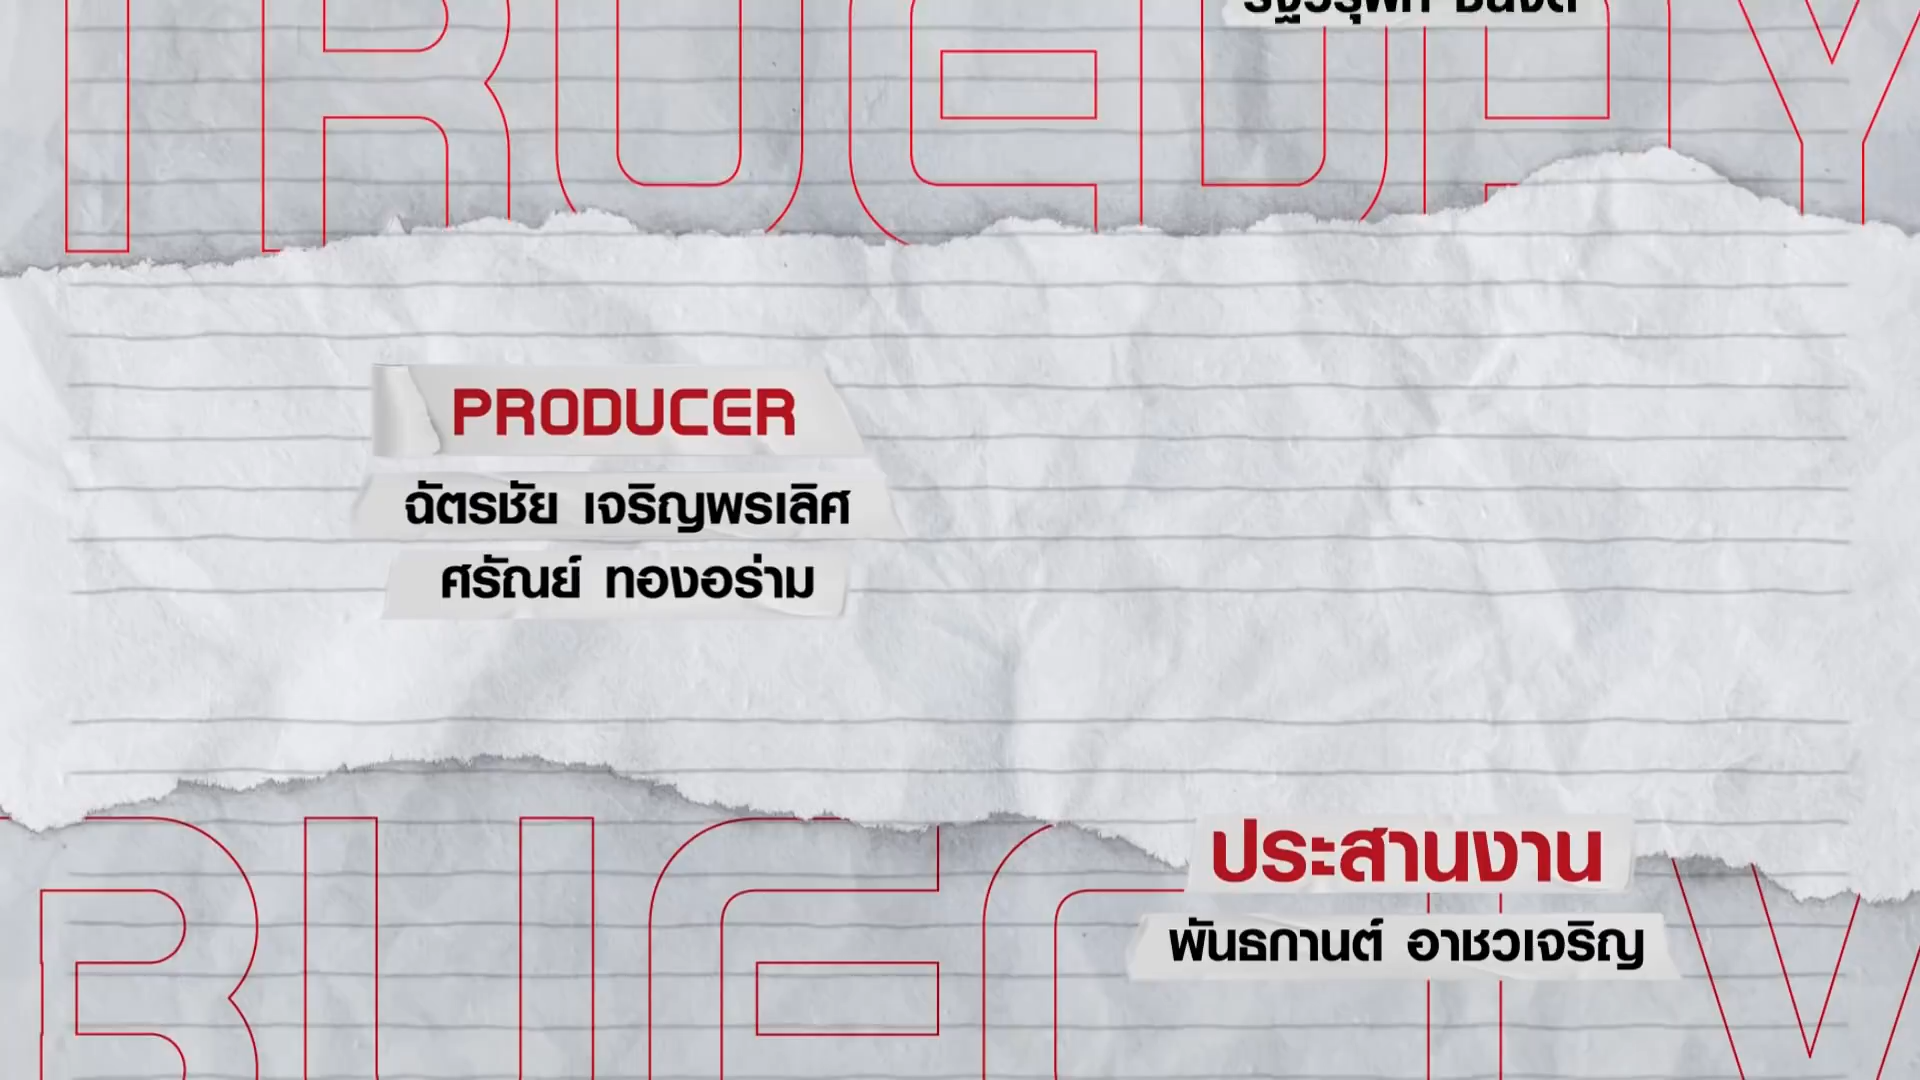 PRODUCER
ฉัตรชัย เจริญพรเลิศ
ศรัณย์ ทองอร่าม
ประสานงาน
พันธกานต์ อาชวเจริญ